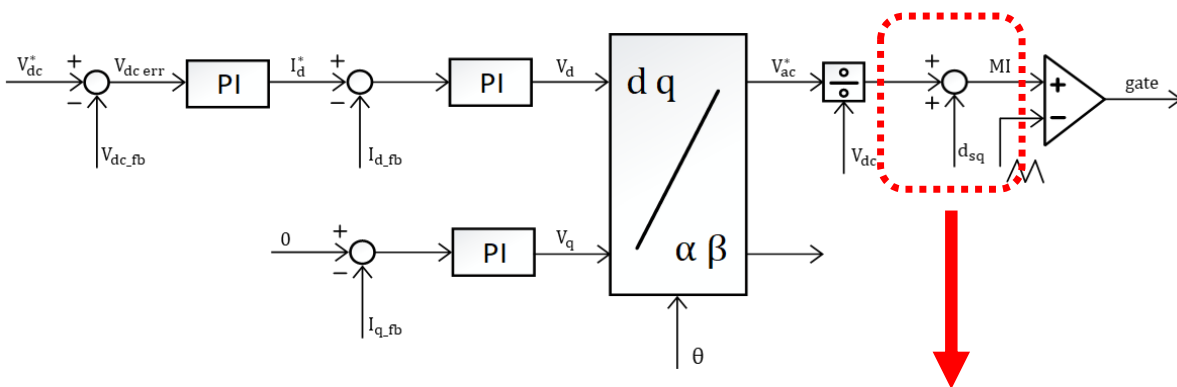 V*dc
+
−
Vdc err
PI
I*d
+
−
PI
Vd
d q
V*ac
÷
+
+
MI
+
−
gate
Vdc_fb
Id_fb
Vdc
dsq
0
+
−
PI
Vq
α β
Iq_fb
θ